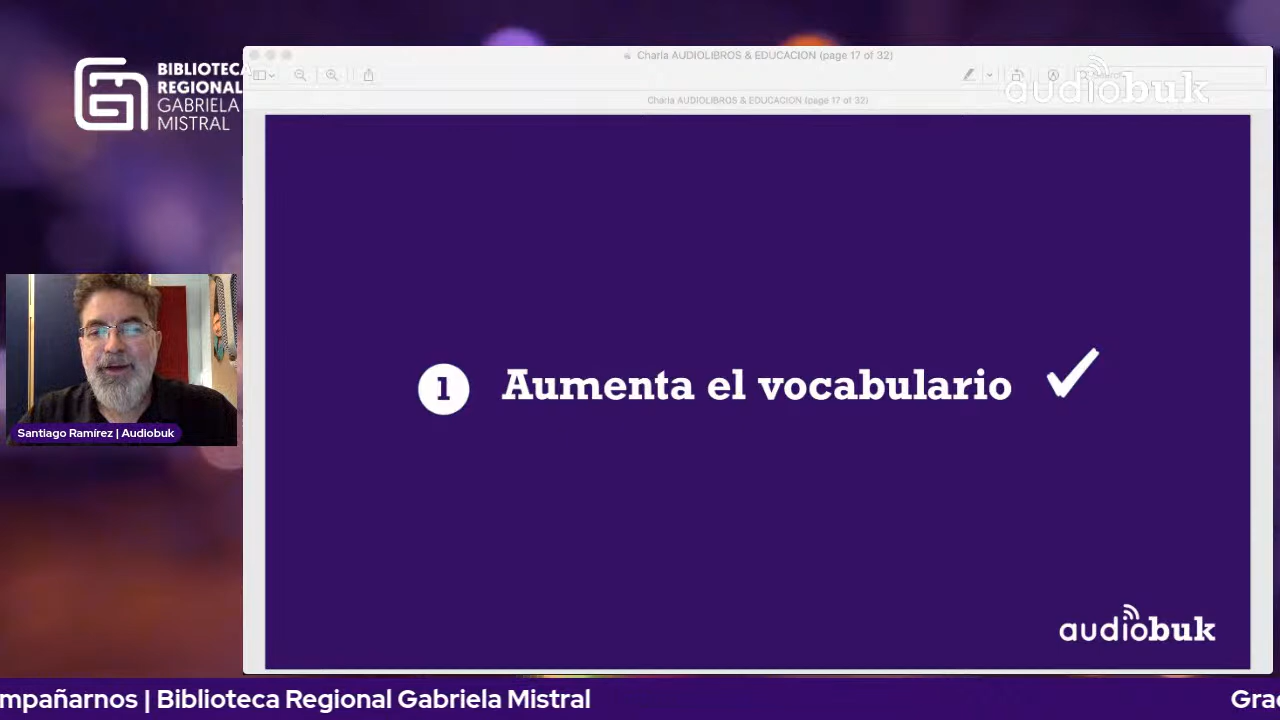 BIBLIOTECA
REGIONAL
GABRIELA
MISTRAL
Charla AUDIOLIBROS & EDUCACION (page 17 of 32)
audiobuk
Charla AUDIOLIBROS & EDUCACION (page 17 of 32)
1 Aumenta el vocabulario
Santiago Ramírez | Audiobuk
audiobuk
mpañarnos | Biblioteca Regional Gabriela Mistral
Grac